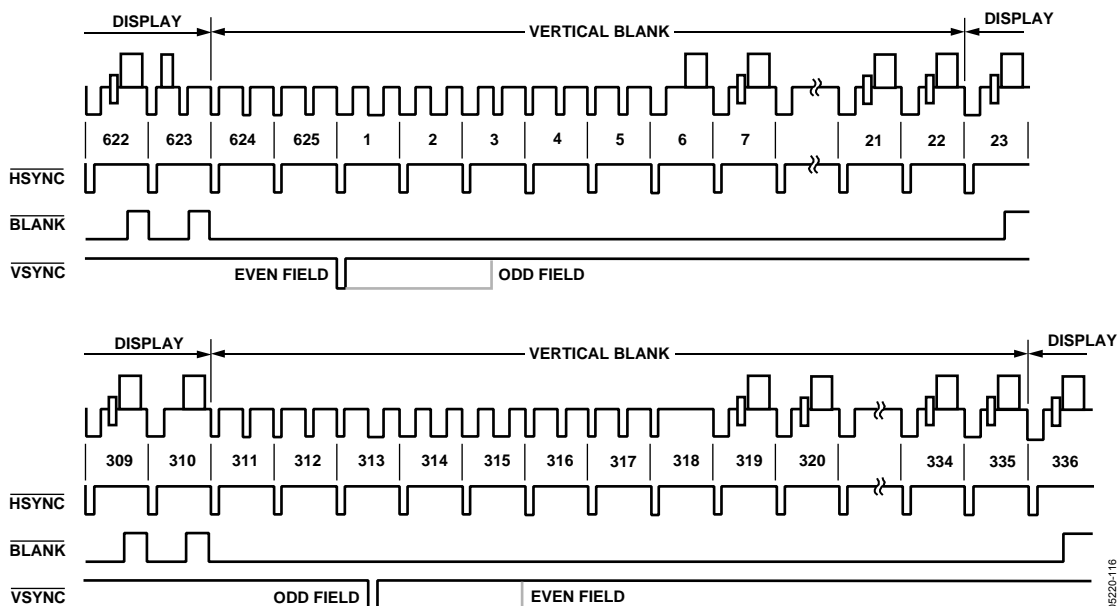 DISPLAY VERTICAL BLANK DISPLAY
622 623 624 625 1 2 3 4 5 6 7 21 22 23
HSYNC
BLANK
VSYNC EVEN FIELD ODD FIELD
DISPLAY VERTICAL BLANK DISPLAY
309 310 311 312 313 314 315 316 317 318 319 320 334 335 336
HSYNC
BLANK
VSYNC ODD FIELD EVEN FIELD
05220-116